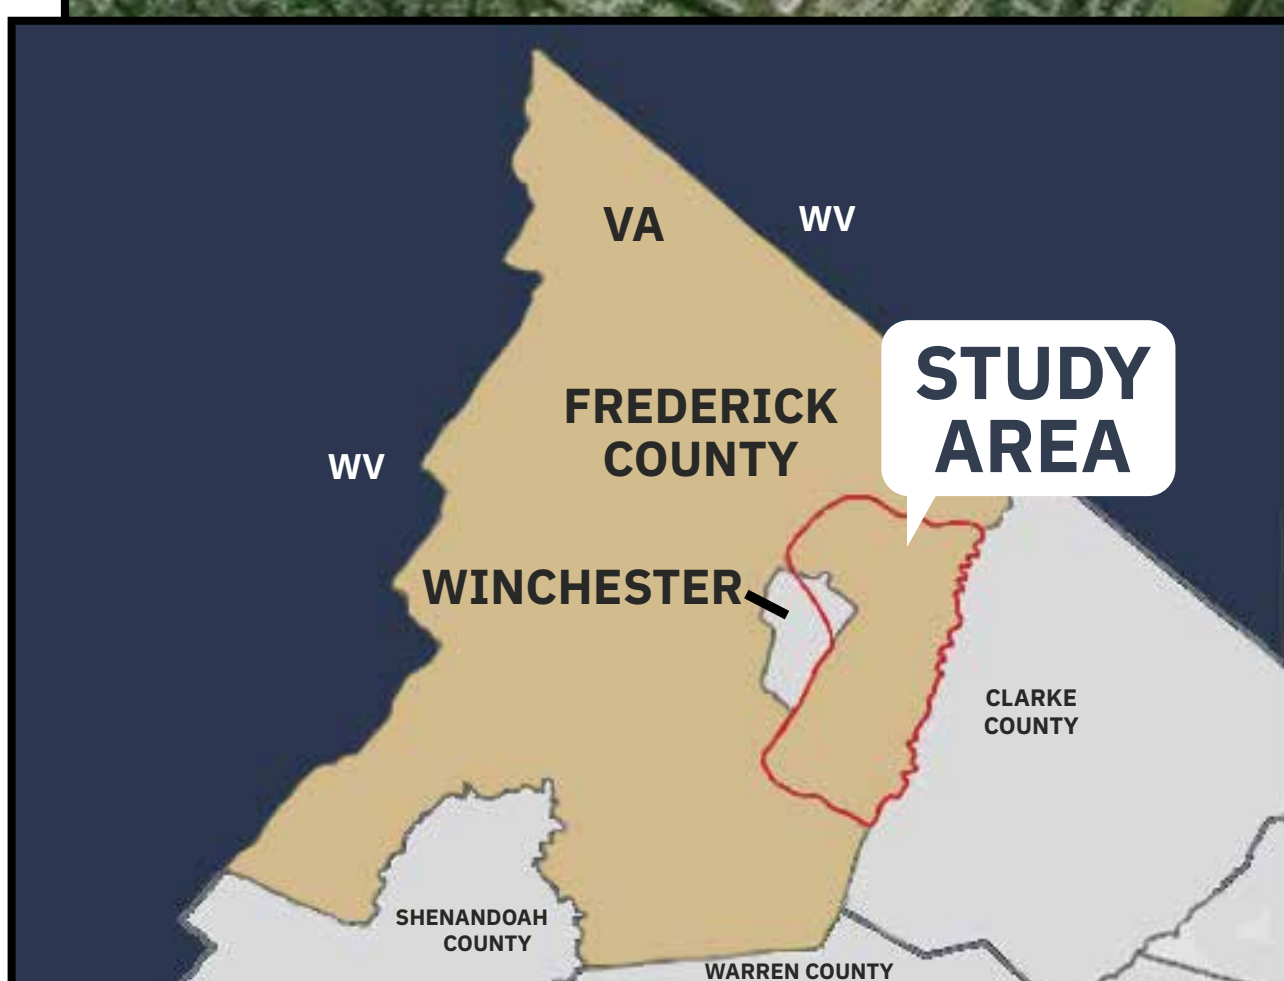 VA
WV
STUDY
AREA
FREDERICK
COUNTY
WV
WINCHESTER
CLARKE
COUNTY
SHENANDOAH
COUNTY
WARREN COUNTY